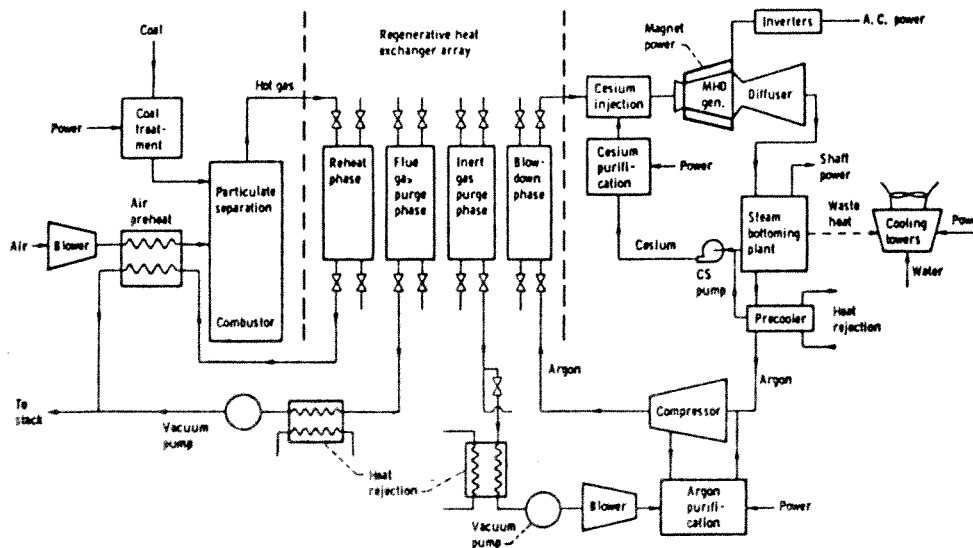 Coal
Power
Coal
treat-
ment
Hot gas
Regenerative heat
exchanger array
Magnet
power
Inverters
A.C. power
Cesium
injection
MHD
gen.
Diffuser
Cesium
purifi-
cation
Power
Shaft
power
Particulate
separation
Combustor
Air
preheat
Air
Blower
Reheat
phase
Flue
gas
purge
phase
Inert
gas
purge
phase
Blow-
down
phase
Cesium
CS
pump
Steam
bottoming
plant
Waste
heat
Cooling
towers
Powe
Water
Precooler
Heat
rejection
Argon
Argon
To
stack
Vacuum
pump
Heat
rejection
Compressor
Vacuum
pump
Blower
Argon
purifi-
cation
Power